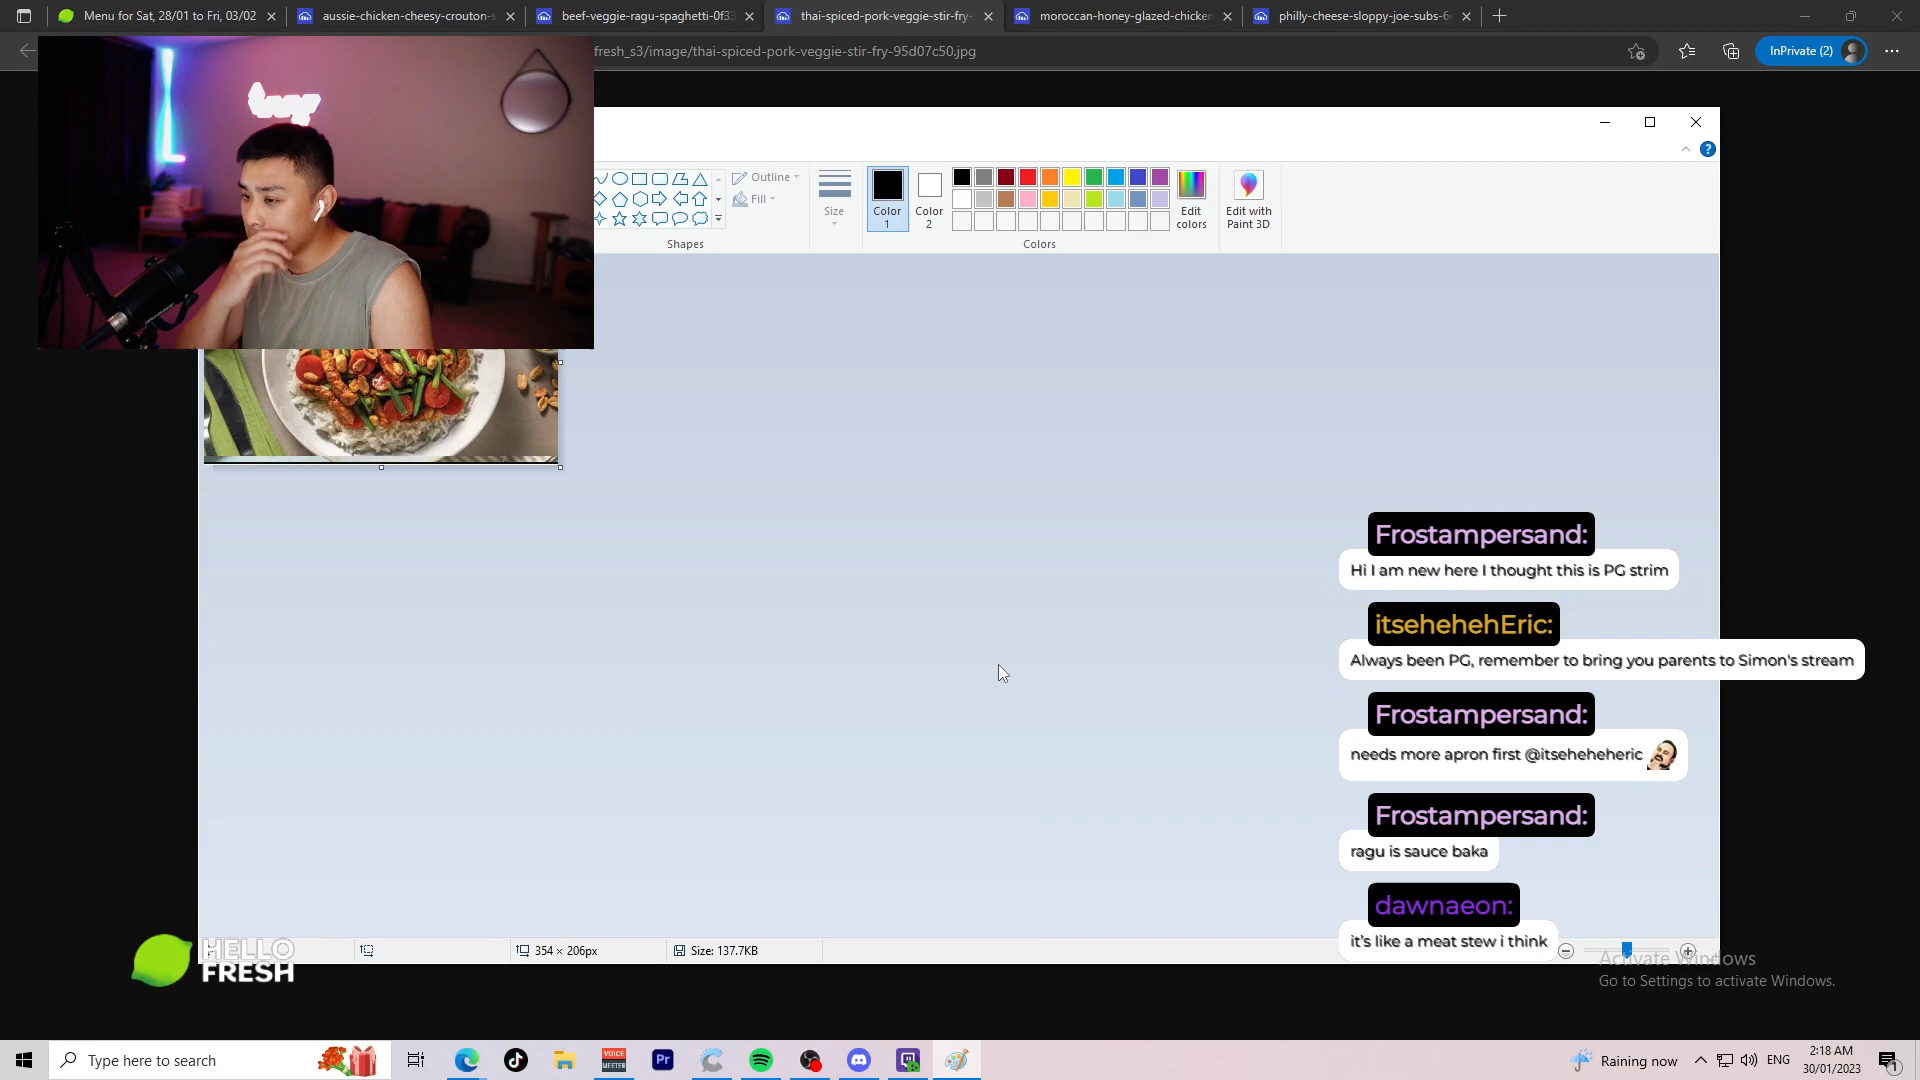 Menu for Sat, 28/01 to Fri, 03/02
aussie-chicken-cheesy-crouton-s
beef-veggie-ragu-spaghetti-0f33
thai-spiced-pork-veggie-stir-fry-
moroccan-honey-glazed-chicken
philly-cheese-sloppy-joe-subs-6
fresh_s3/image/thai-spiced-pork-veggie-stir-fry-95d07c50.jpg
InPrivate (2)
Outline
Fill
Shapes
Size
Color 1
Color 2
Edit colors
Edit with Paint 3D
Colors
Frostampersand:
Hi I am new here I thought this is PG strim
itsehehehEric:
Always been PG, remember to bring you parents to Simon's stream
Frostampersand:
needs more apron first @itseheheheric
Frostampersand:
ragu is sauce baka
dawnaeon:
it's like a meat stew i think
HELLO
FRESH
354 × 206px
Size: 137.7KB
Activate Windows
Go to Settings to activate Windows.
Type here to search
VOICE
MEETER
Pr
Raining now
ENG
2:18 AM
30/01/2023
1